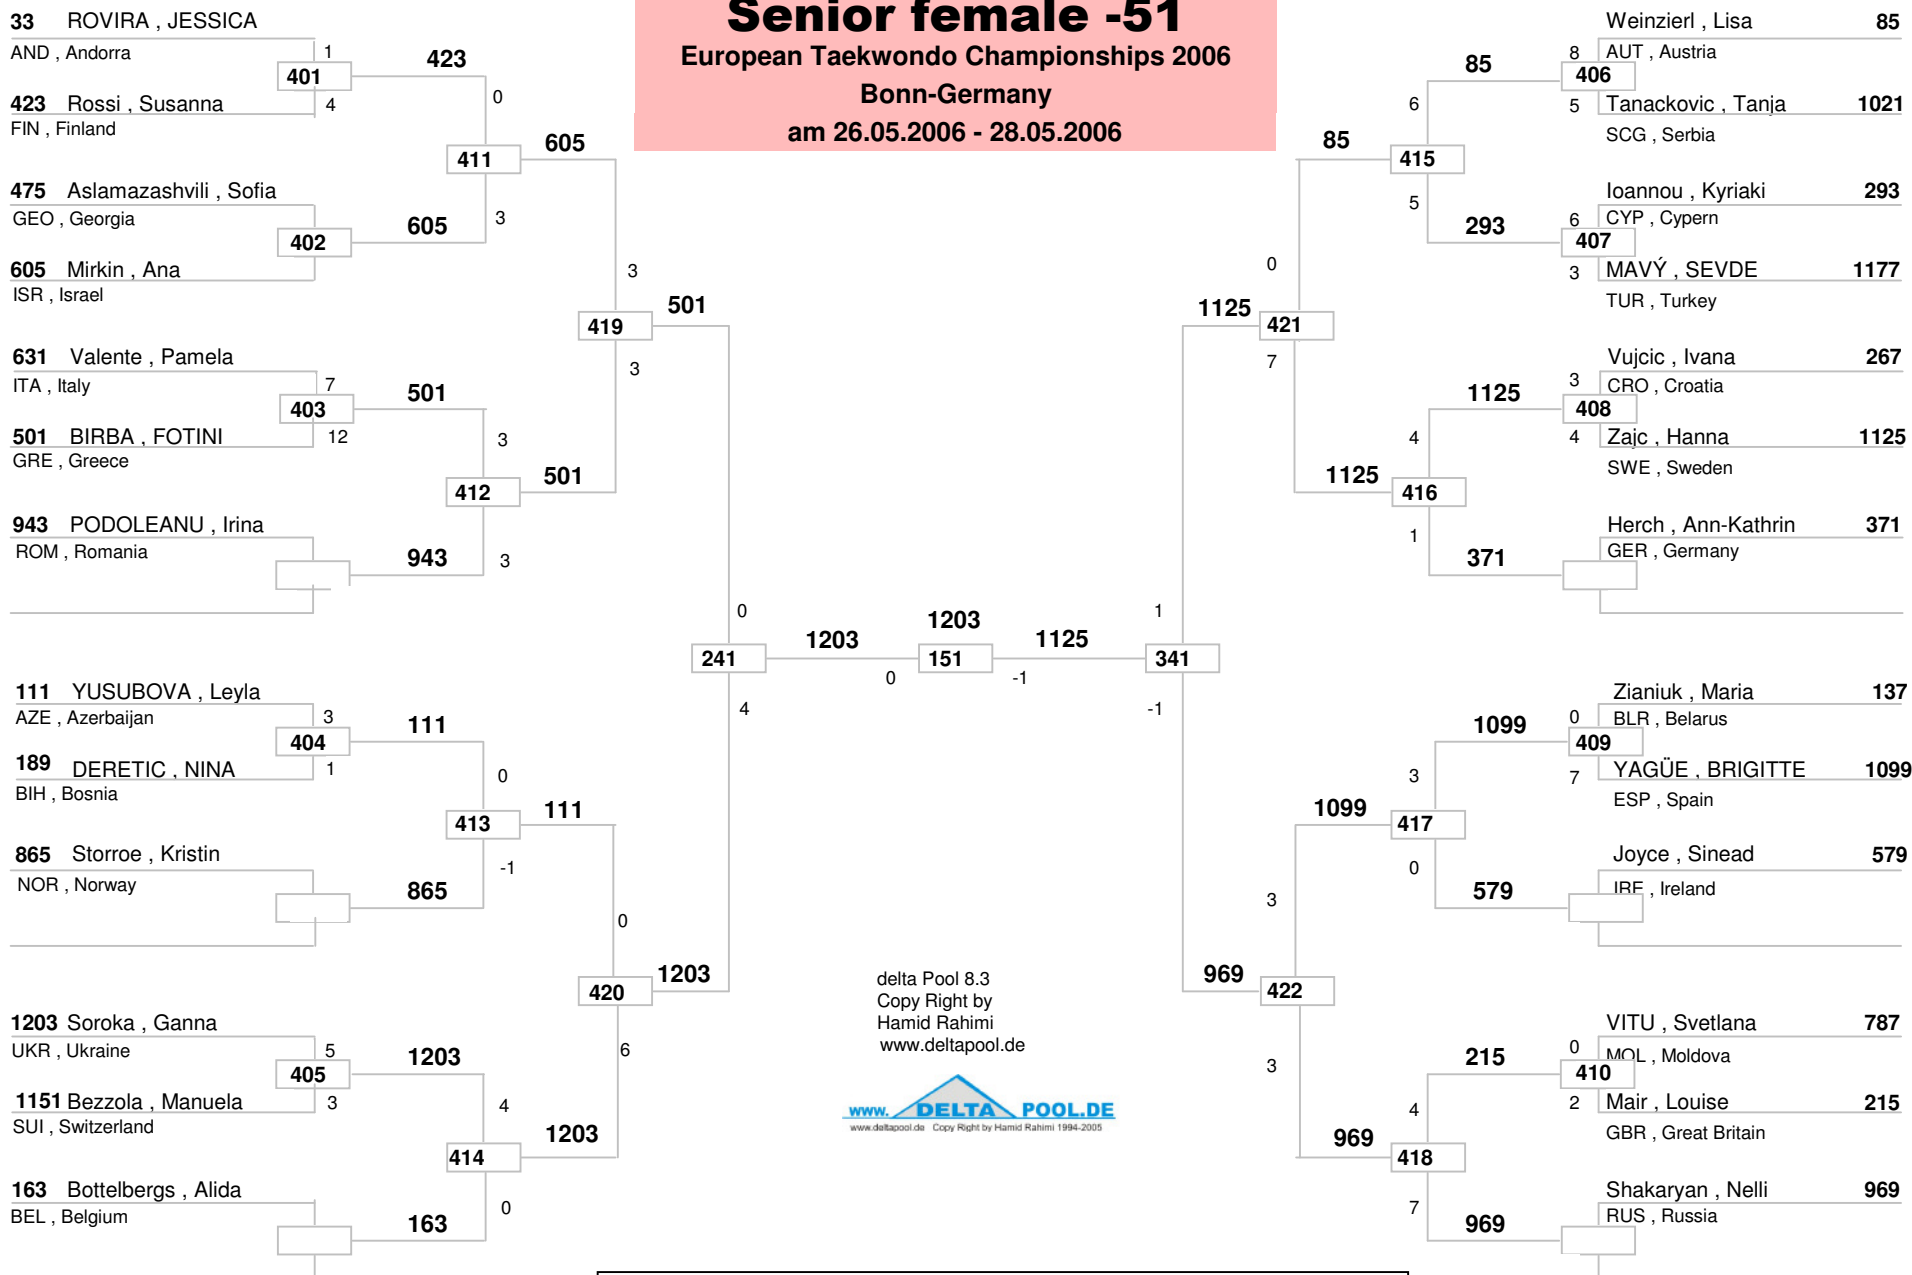 Senior female -51
European Taekwondo Championships 2006
Bonn-Germany
am 26.05.2006 - 28.05.2006
33 ROVIRA , JESSICA
AND , Andorra
1
401
423
423 Rossi , Susanna
4
FIN , Finland
0
411
605
475 Aslamazashvili , Sofia
GEO , Georgia
402
605
3
605 Mirkin , Ana
ISR , Israel
3
419
501
3
631 Valente , Pamela
ITA , Italy
7
403
501
501 BIRBA , FOTINI
12
GRE , Greece
3
412
501
943 PODOLEANU , Irina
ROM , Romania
943
3
0
241
1203
0
4
111 YUSUBOVA , Leyla
AZE , Azerbaijan
3
404
111
189 DERETIC , NINA
1
BIH , Bosnia
0
413
111
865 Storroe , Kristin
NOR , Norway
865
-1
0
420
1203
6
1203 Soroka , Ganna
UKR , Ukraine
5
405
1203
1151 Bezzola , Manuela
3
SUI , Switzerland
4
414
1203
163 Bottelbergs , Alida
BEL , Belgium
163
0
1203
151
1125
-1
341
1
-1
Weinzierl , Lisa 85
8
AUT , Austria
85
406
Tanackovic , Tanja 1021
5
SCG , Serbia
6
85
415
5
Ioannou , Kyriaki 293
6
CYP , Cypern
293
407
MAVÝ , SEVDE 1177
3
TUR , Turkey
0
1125
421
7
Vujcic , Ivana 267
3
CRO , Croatia
1125
408
Zajc , Hanna 1125
4
SWE , Sweden
4
1125
416
1
Herch , Ann-Kathrin 371
GER , Germany
371
Zianiuk , Maria 137
0
BLR , Belarus
1099
409
YAGÜE , BRIGITTE 1099
7
ESP , Spain
3
1099
417
0
Joyce , Sinead 579
IRE , Ireland
579
3
969
422
3
VITU , Svetlana 787
0
MOL , Moldova
215
410
Mair , Louise 215
2
GBR , Great Britain
4
969
418
7
Shakaryan , Nelli 969
RUS , Russia
969
delta Pool 8.3
Copy Right by
Hamid Rahimi
www.deltapool.de
www. DELTA POOL.DE
www.deltapool.de Copy Right by Hamid Rahimi 1994-2005